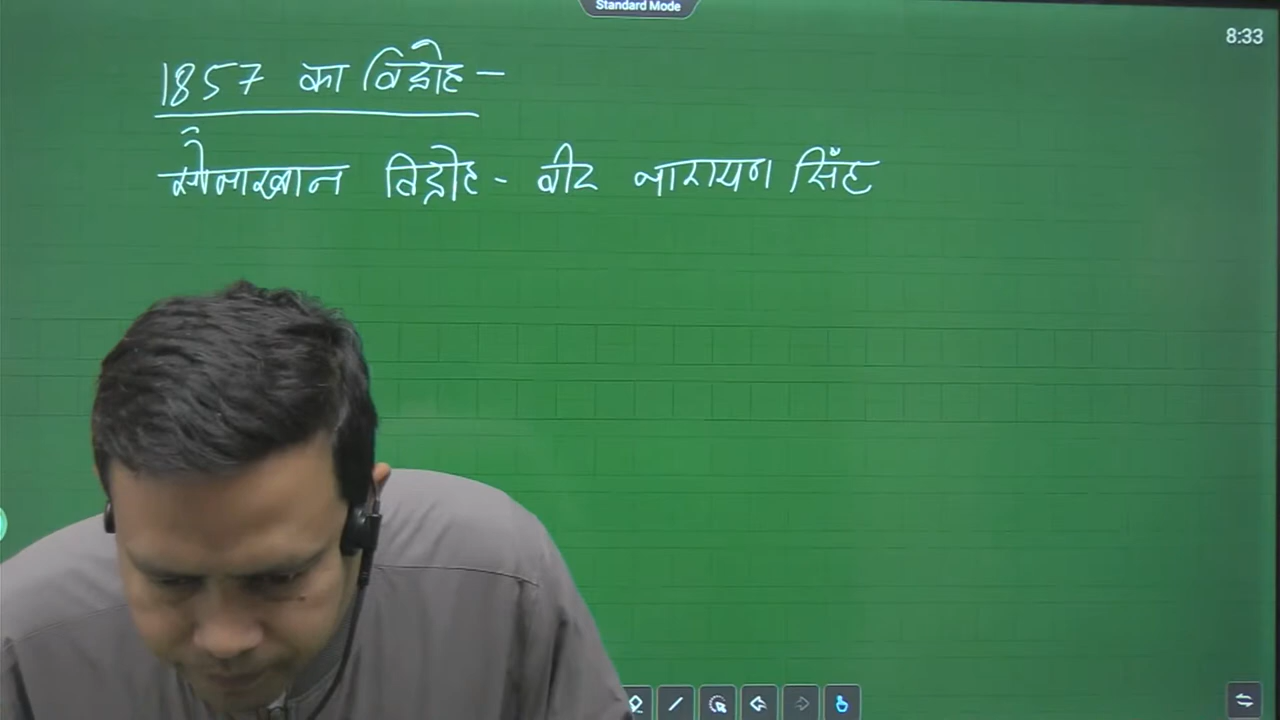 Standard Mode
8:33
1857 का विद्रोह -
सोनाखान विद्रोह - वीर नारायण सिंह